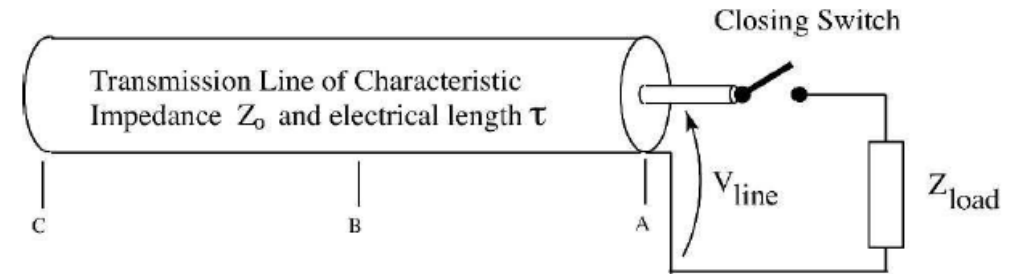 Closing Switch
Transmission Line of Characteristic
Impedance Zo and electrical length τ
Vline
Zload
C
B
A